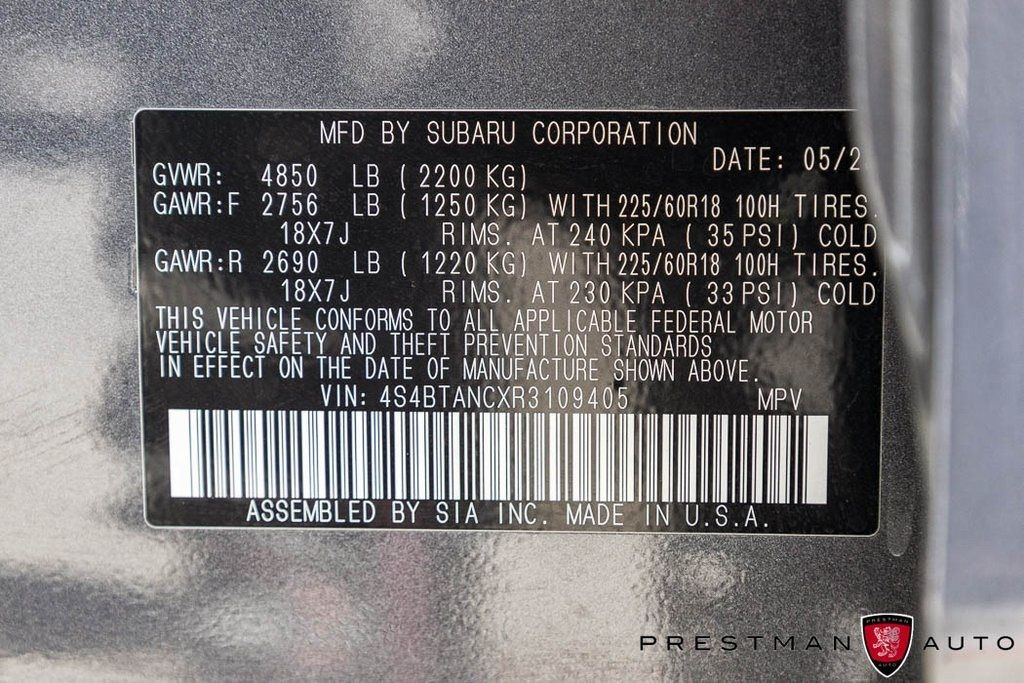 MFD BY SUBARU CORPORATION
DATE: 05/2
GVWR: 4850 LB ( 2200 KG)
GAWR:F 2756 LB ( 1250 KG) WITH 225/60R18 100H TIRES.
18X7J RIMS. AT 240 KPA ( 35 PSI) COLD
GAWR:R 2690 LB ( 1220 KG) WITH 225/60R18 100H TIRES.
18X7J RIMS. AT 230 KPA ( 33 PSI) COLD
THIS VEHICLE CONFORMS TO ALL APPLICABLE FEDERAL MOTOR
VEHICLE SAFETY AND THEFT PREVENTION STANDARDS
IN EFFECT ON THE DATE OF MANUFACTURE SHOWN ABOVE.
VIN: 4S4BTANCXR3109405 MPV
ASSEMBLED BY SIA INC. MADE IN U.S.A.
PRESTMAN AUTO
PRESTMAN
AUTO